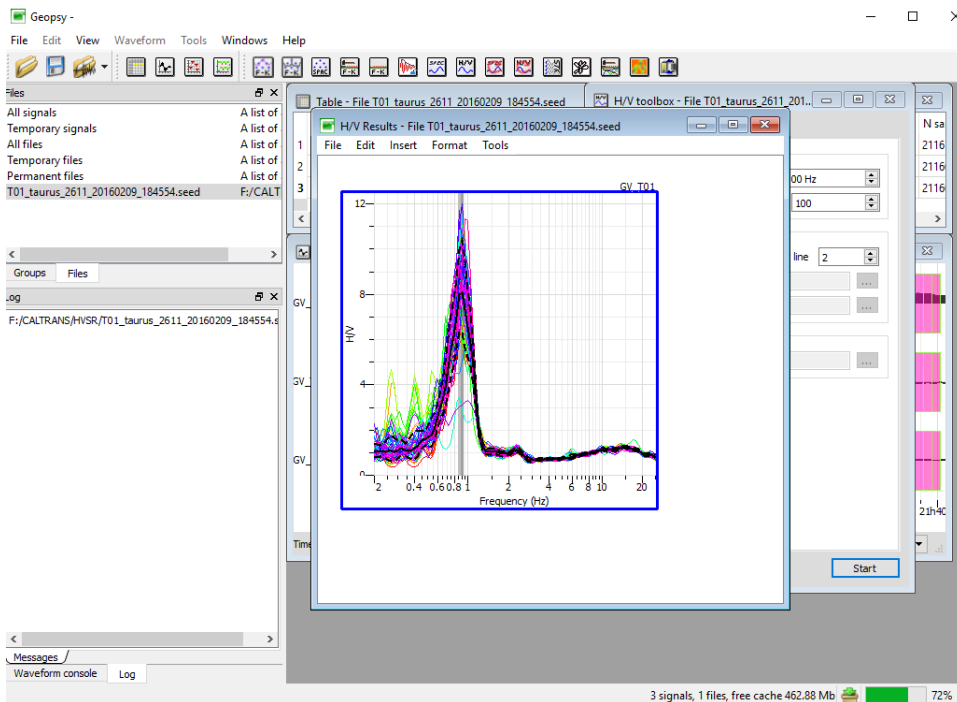 Geopsy -
File Edit View Waveform Tools Windows Help
Files
All signals A list of
Temporary signals A list of
All files A list of
Temporary files A list of
Permanent files A list of
T01_taurus_2611_20160209_184554.seed F:/CALT
Groups Files
Log
F:/CALTRANS/HVSR/T01_taurus_2611_20160209_184554.s
Messages
Waveform console Log
Table - File T01_taurus_2611_20160209_184554.seed
H/V toolbox - File T01_taurus_2611_201...
N sa
1 2116
2 2116
3 2116
00 Hz
100
line 2
...
...
...
Start
GV_
GV_
GV_
21h40
Time
H/V Results - File T01_taurus_2611_20160209_184554.seed
File Edit Insert Format Tools
GV_T01
12
8
H/V
4
0
2 0.4 0.6 0.8 1 2 4 6 8 10 20
Frequency (Hz)
3 signals, 1 files, free cache 462.88 Mb 72%